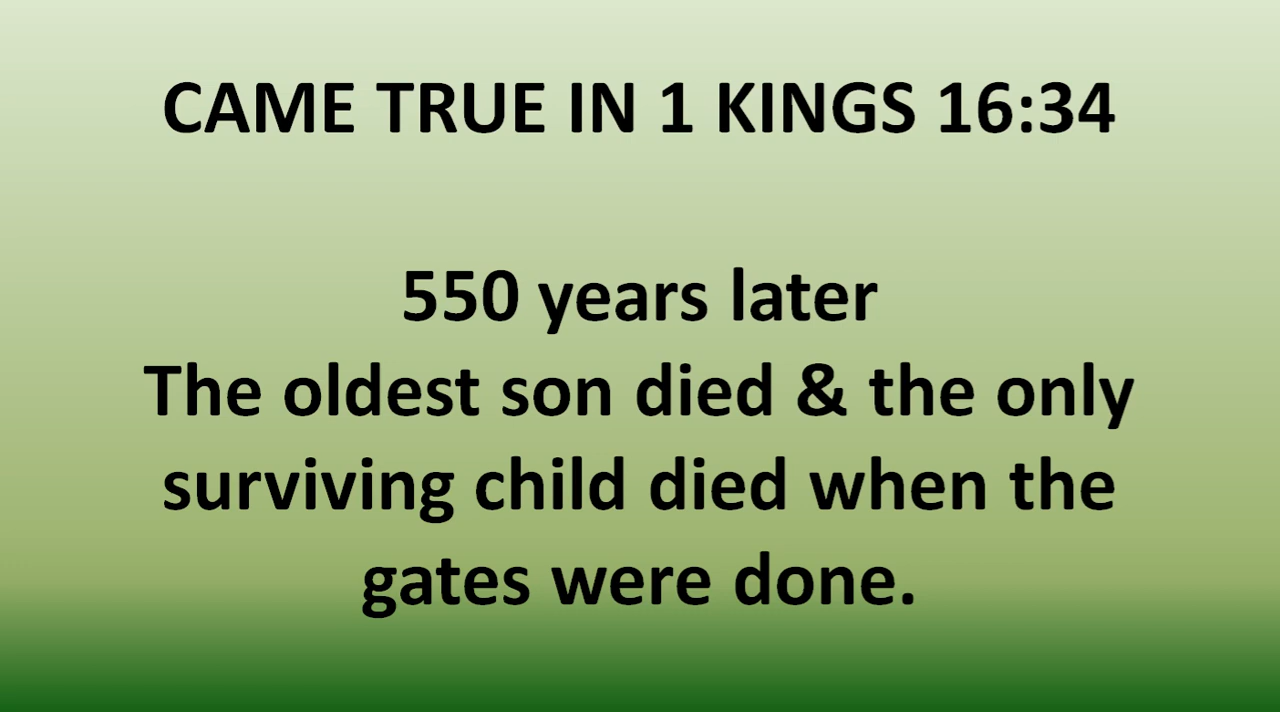 CAME TRUE IN 1 KINGS 16:34
550 years later
The oldest son died & the only
surviving child died when the
gates were done.